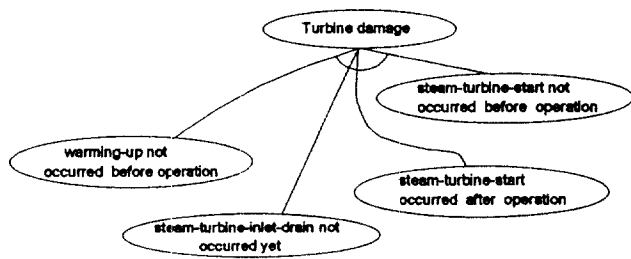 Turbine damage
steam-turbine-start not
occurred before operation
warming-up not
occurred before operation
steam-turbine-start
occurred after operation
steam-turbine-inlet-drain not
occurred yet